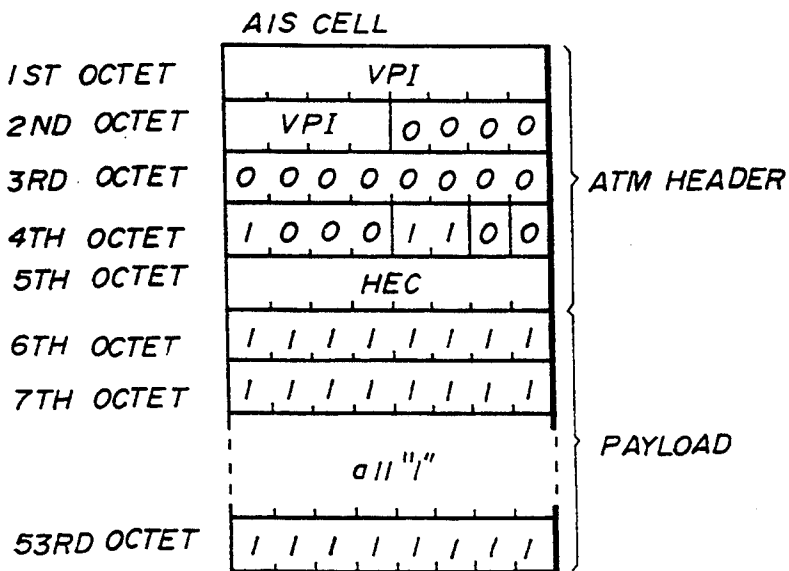 AIS CELL
1ST OCTET VPI
2ND OCTET VPI 0 0 0 0
3RD OCTET 0 0 0 0 0 0 0 0
ATM HEADER
4TH OCTET 1 0 0 0 1 1 0 0
5TH OCTET HEC
6TH OCTET 1 1 1 1 1 1 1 1
7TH OCTET 1 1 1 1 1 1 1 1
all "1"
PAYLOAD
53RD OCTET 1 1 1 1 1 1 1 1